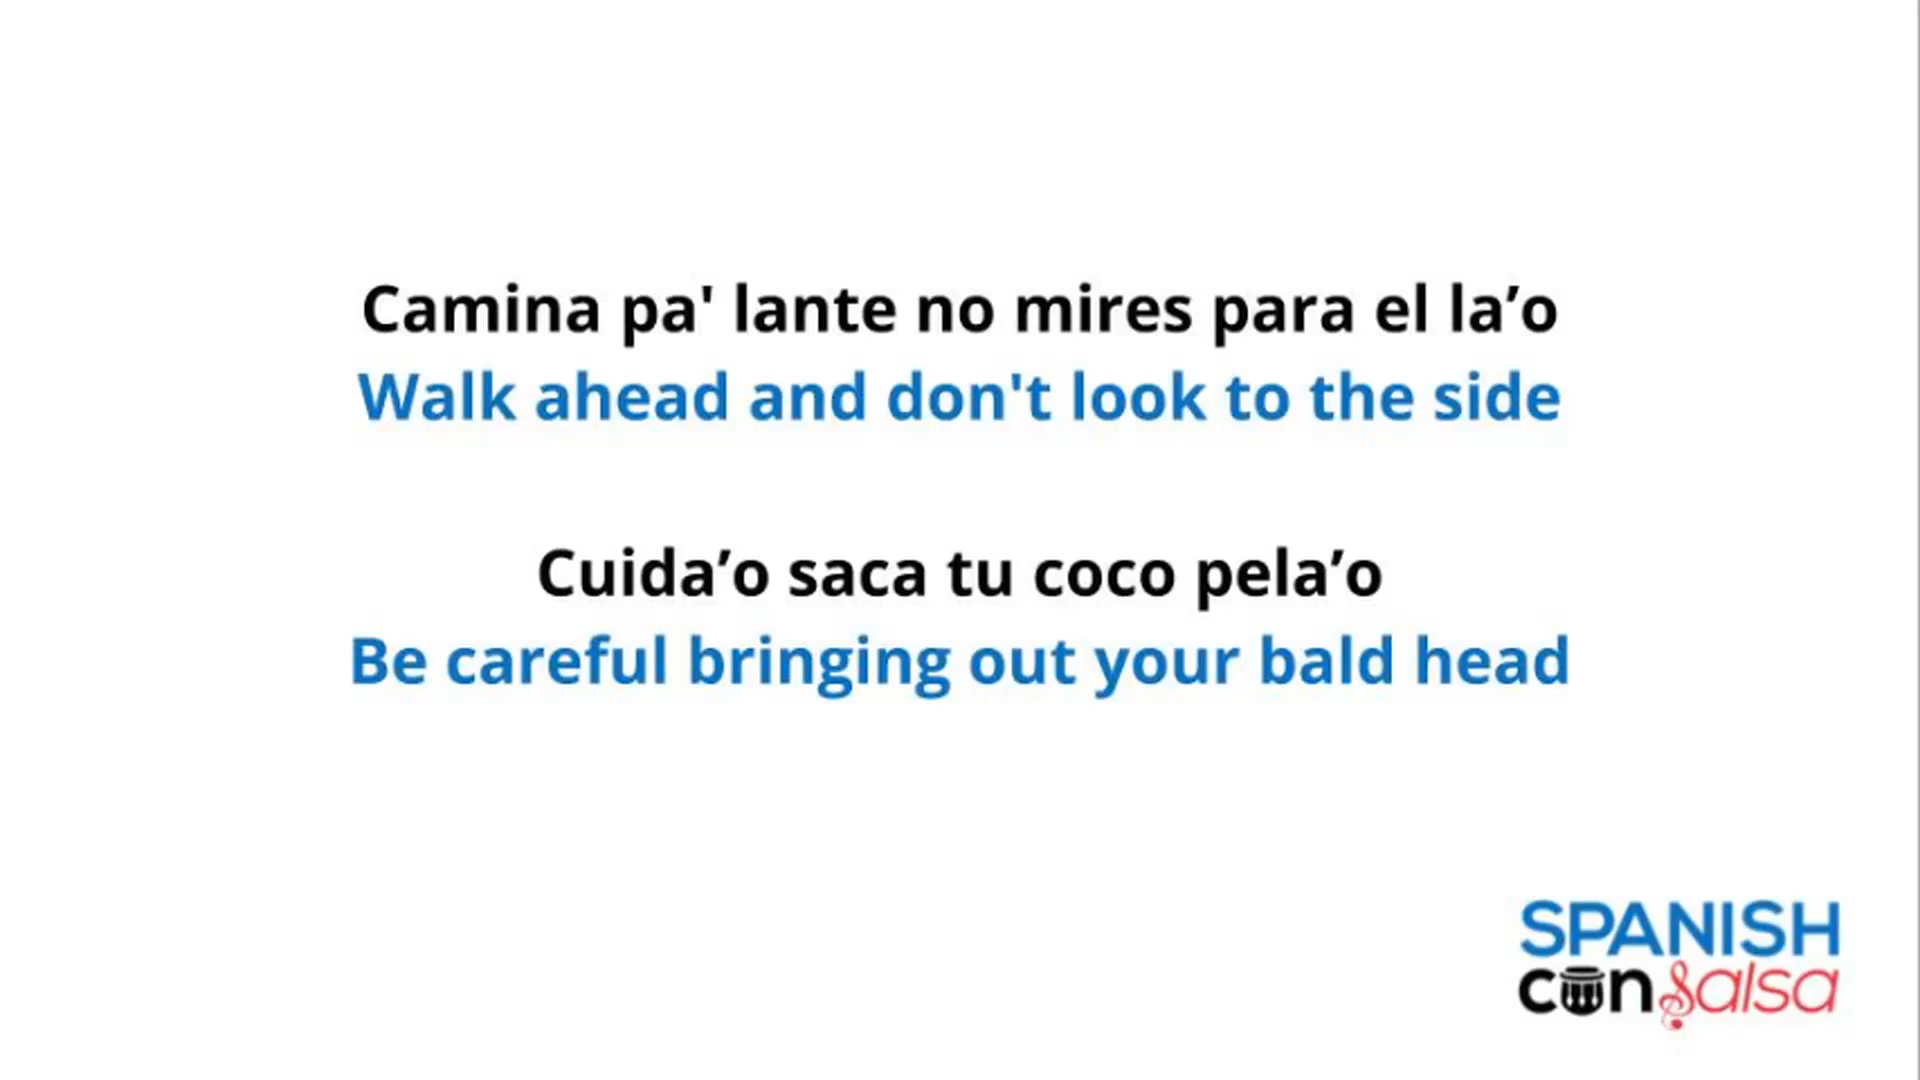 Camina pa' lante no mires para el la’o
Walk ahead and don't look to the side
Cuida’o saca tu coco pela’o
Be careful bringing out your bald head
SPANISH
con Salsa